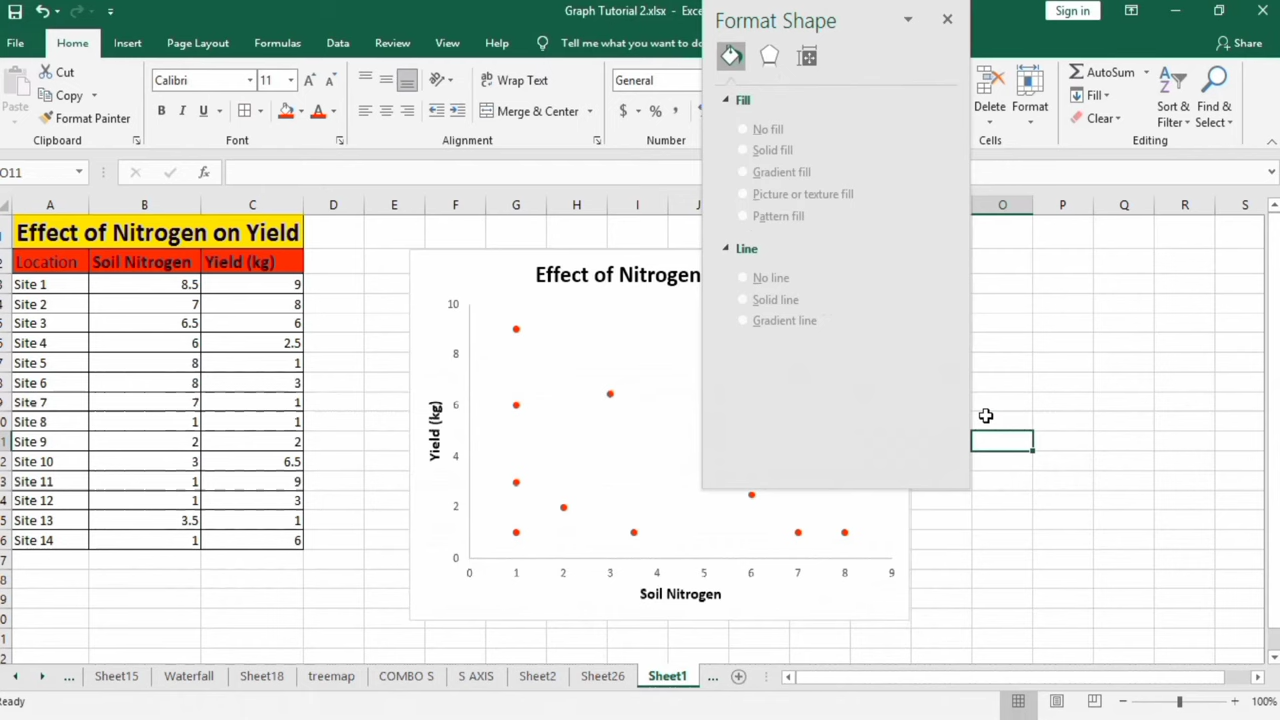 Graph Tutorial 2.xlsx - Exce
Format Shape
Sign in
File Home Insert Page Layout Formulas Data Review View Help Tell me what you want to do
Share
Paste
Cut
Copy
Format Painter
Clipboard
Calibri 11 A A
B I U A
Font
Wrap Text
Merge & Center
Alignment
General
$ % ,
Number
Delete
Format
Cells
AutoSum
Fill
Clear
Sort & Filter
Find & Select
Editing
O11
fx
Fill
No fill
Solid fill
Gradient fill
Picture or texture fill
Pattern fill
Line
No line
Solid line
Gradient line
A B C D E F G H I J O P Q R S
Effect of Nitrogen on Yield
Location Soil Nitrogen Yield (kg)
Site 1 8.5 9
Site 2 7 8
Site 3 6.5 6
Site 4 6 2.5
Site 5 8 1
Site 6 8 3
Site 7 7 1
Site 8 1 1
Site 9 2 2
Site 10 3 6.5
Site 11 1 9
Site 12 1 3
Site 13 3.5 1
Site 14 1 6
Effect of Nitrogen
10
8
6
4
2
0
Yield (kg)
0 1 2 3 4 5 6 7 8 9
Soil Nitrogen
... Sheet15 Waterfall Sheet18 treemap COMBO S S AXIS Sheet2 Sheet26 Sheet1 ...
eady
100%